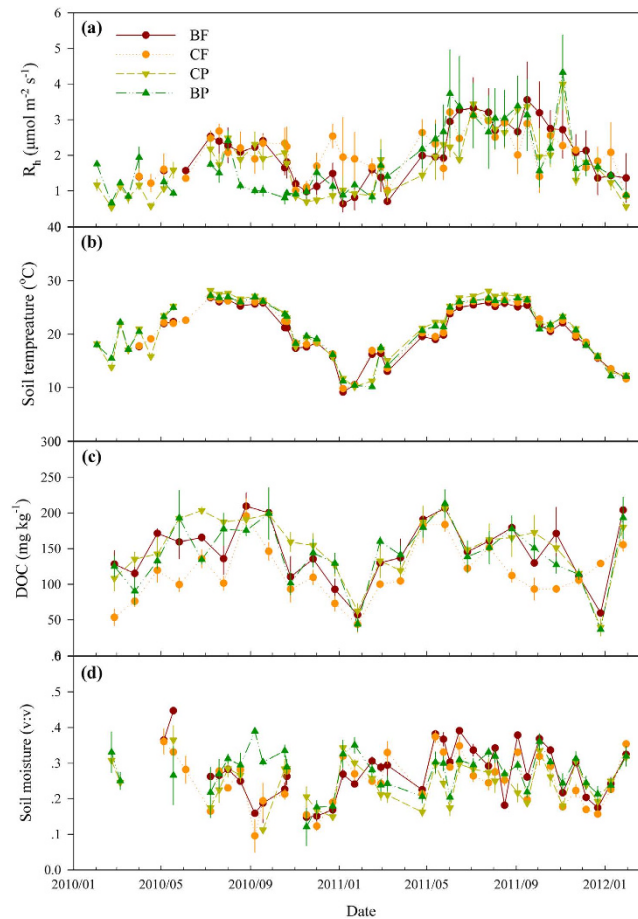 (a)
BF
CF
CP
BP
6
5
4
3
2
1
40
Rh (μmol m-2 s-1)
(b)
30
20
10
300
Soil tempreature (oC)
(c)
250
200
150
100
50
DOC (mg kg-1)
(d)
.5
.4
.3
.2
.1
0.0
Soil moisture (v:v)
2010/01 2010/05 2010/09 2011/01 2011/05 2011/09 2012/01
Date